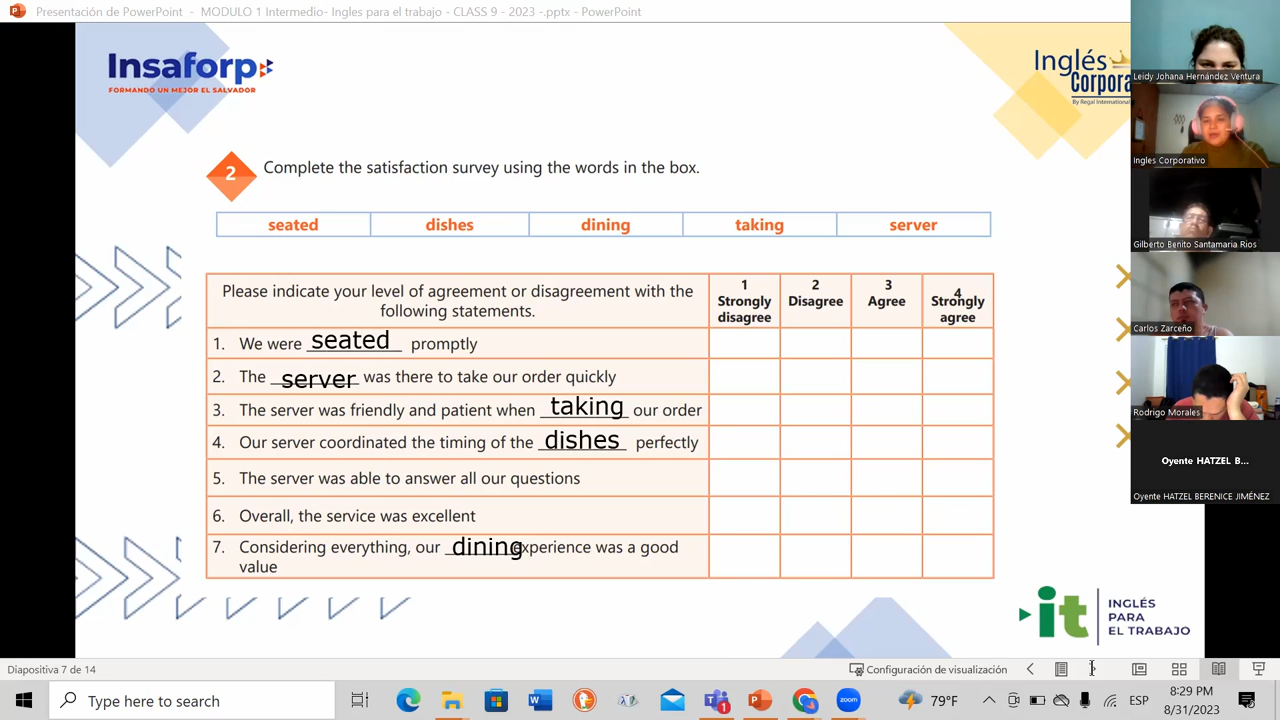 Presentación de PowerPoint - MODULO 1 Intermedio- Ingles para el trabajo - CLASS 9 - 2023 -.pptx - PowerPoint
Insaforp
FORMANDO UN MEJOR EL SALVADOR
Inglés
Corpora
By Regal International
2
Complete the satisfaction survey using the words in the box.
seated dishes dining taking server
Please indicate your level of agreement or disagreement with the following statements.
1 Strongly disagree
2 Disagree
3 Agree
4 Strongly agree
1. We were seated promptly
2. The server was there to take our order quickly
3. The server was friendly and patient when taking our order
4. Our server coordinated the timing of the dishes perfectly
5. The server was able to answer all our questions
6. Overall, the service was excellent
7. Considering everything, our dining experience was a good
value
it
INGLÉS
PARA
EL TRABAJO
Leidy Johana Hernández Ventura
Ingles Corporativo
Gilberto Benito Santamaria Rios
Carlos Zarceño
Rodrigo Morales
Oyente HATZEL B...
Oyente HATZEL BERENICE JIMÉNEZ
Diapositiva 7 de 14
Configuración de visualización
Type here to search
1
79°F
ESP
8:29 PM
8/31/2023